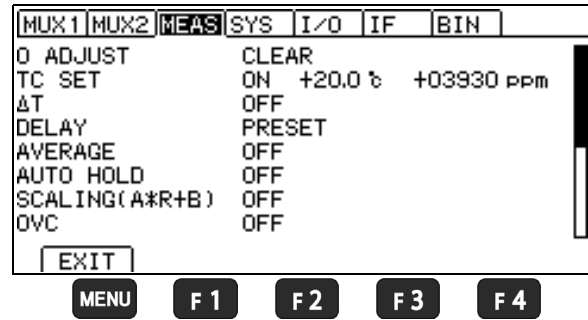 MUX1 MUX2 MEAS SYS I/O IF BIN
0 ADJUST CLEAR
TC SET ON +20.0 ℃ +03930 ppm
ΔT OFF
DELAY PRESET
AVERAGE OFF
AUTO HOLD OFF
SCALING(A*R+B) OFF
OVC OFF
EXIT
MENU F1 F2 F3 F4